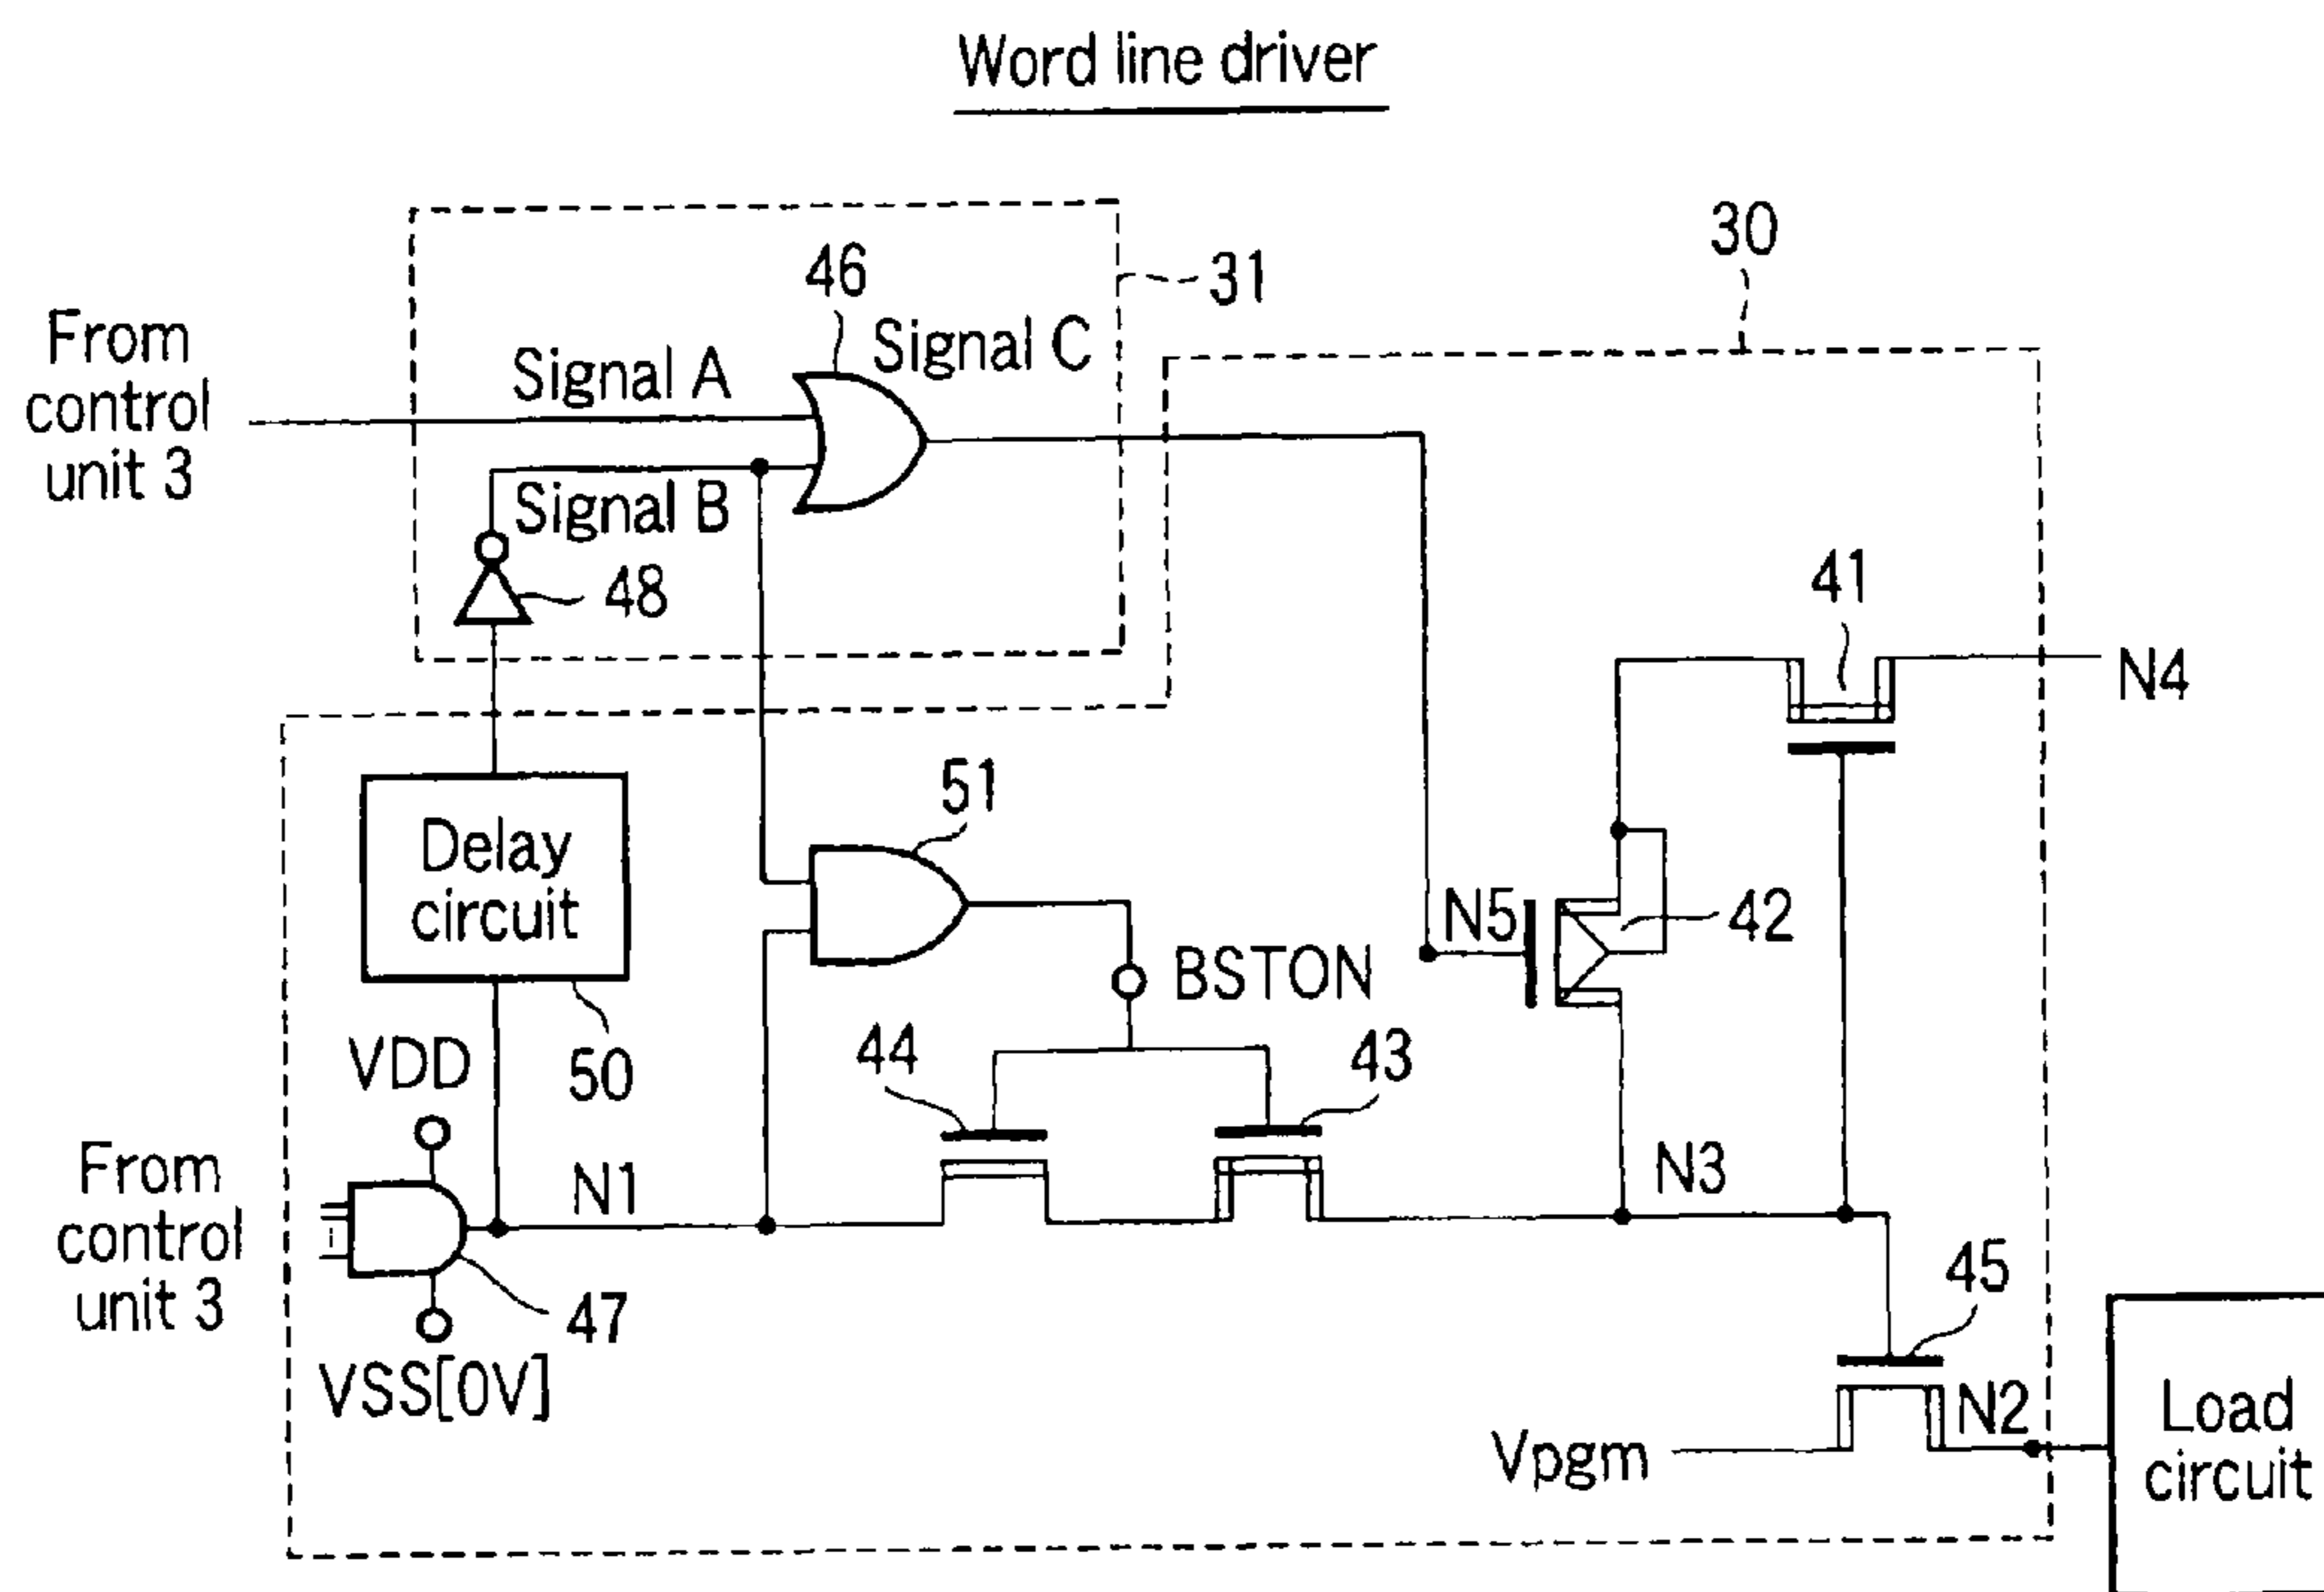 Word line driver
31
30
46
Signal C
From
control
unit 3
Signal A
Signal B
48
41
N4
51
Delay
circuit
N5
42
BSTON
VDD
50
44
43
From
control
unit 3
N1
N3
47
VSS[0V]
45
N2
Vpgm
Load
circuit